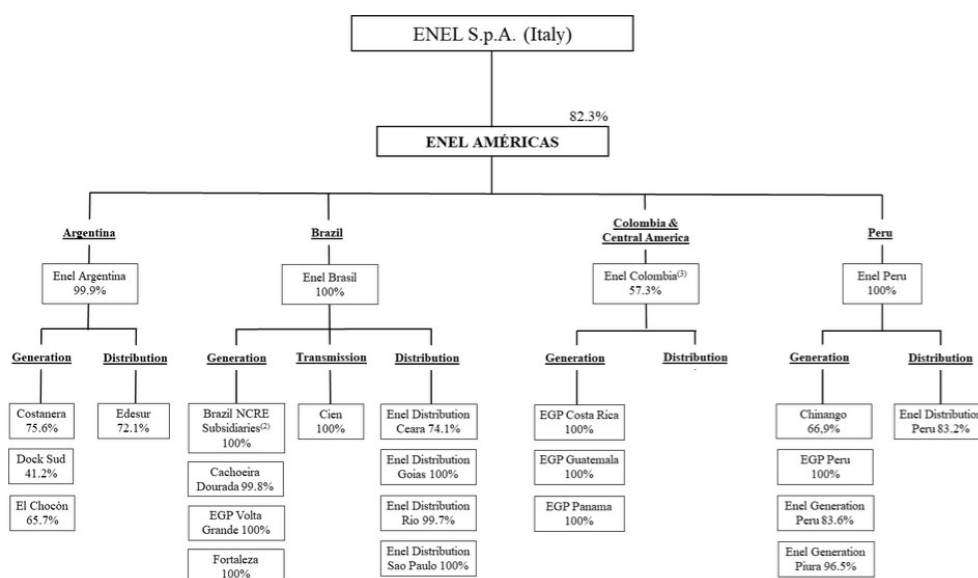 ENEL S.p.A. (Italy)
82.3%
ENEL AMÉRICAS
Argentina
Enel Argentina
99.9%
Generation
Costanera
75.6%
Dock Sud
41.2%
El Chocón
65.7%
Distribution
Edesur
72.1%
Brazil
Enel Brasil
100%
Generation
Brazil NCRE
Subsidiaries(2)
100%
Cachoeira
Dourada 99.8%
EGP Volta
Grande 100%
Fortaleza
100%
Transmission
Cien
100%
Distribution
Enel Distribution
Ceara 74.1%
Enel Distribution
Goias 100%
Enel Distribution
Rio 99.7%
Enel Distribution
Sao Paulo 100%
Colombia &
Central America
Enel Colombia(3)
57.3%
Generation
EGP Costa Rica
100%
EGP Guatemala
100%
EGP Panama
100%
Distribution
Peru
Enel Peru
100%
Generation
Chinango
66,9%
EGP Peru
100%
Enel Generation
Peru 83.6%
Enel Generation
Piura 96.5%
Distribution
Enel Distribution
Peru 83.2%